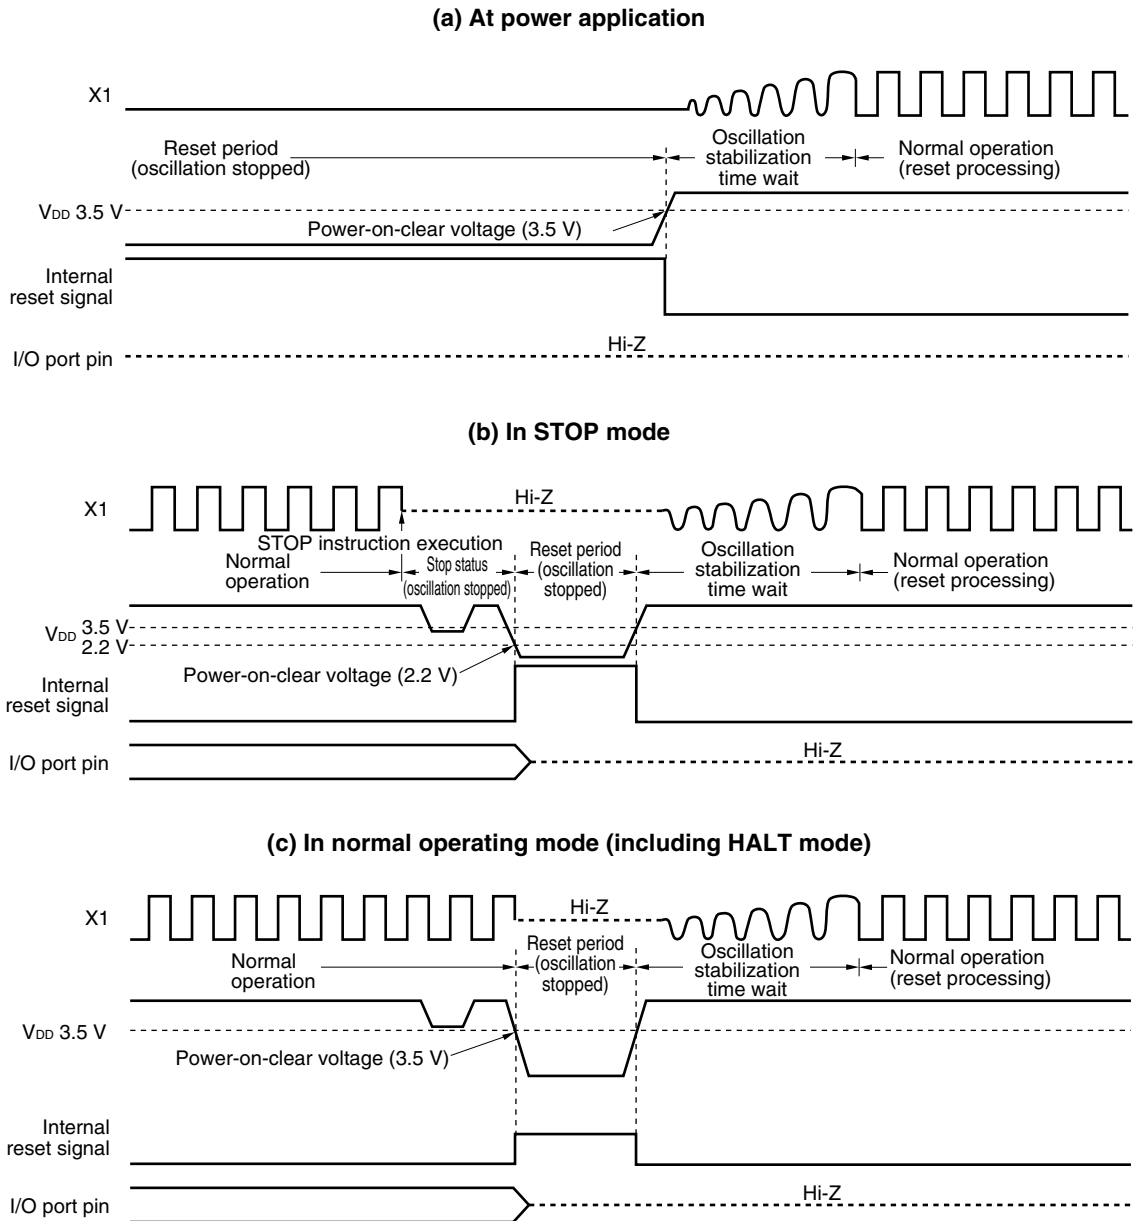 (a) At power application
X1
Reset period
(oscillation stopped)
Oscillation
stabilization
time wait
Normal operation
(reset processing)
VDD 3.5 V
Power-on-clear voltage (3.5 V)
Internal
reset signal
I/O port pin
Hi-Z
(b) In STOP mode
X1
Hi-Z
STOP instruction execution
Normal
operation
Stop status
(oscillation stopped)
Reset period
(oscillation
stopped)
Oscillation
stabilization
time wait
Normal operation
(reset processing)
VDD 3.5 V
2.2 V
Power-on-clear voltage (2.2 V)
Internal
reset signal
I/O port pin
Hi-Z
(c) In normal operating mode (including HALT mode)
X1
Hi-Z
Normal
operation
Reset period
(oscillation
stopped)
Oscillation
stabilization
time wait
Normal operation
(reset processing)
VDD 3.5 V
Power-on-clear voltage (3.5 V)
Internal
reset signal
I/O port pin
Hi-Z